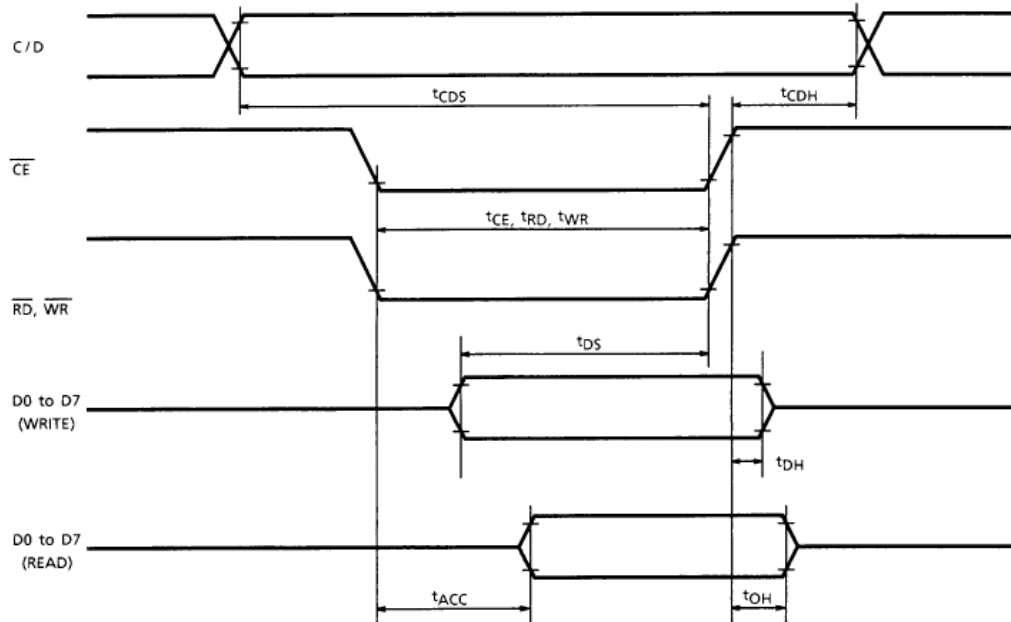 C/D
tCDS
tCDH
CE
tCE, tRD, tWR
RD, WR
tDS
D0 to D7
(WRITE)
tDH
D0 to D7
(READ)
tACC
tOH